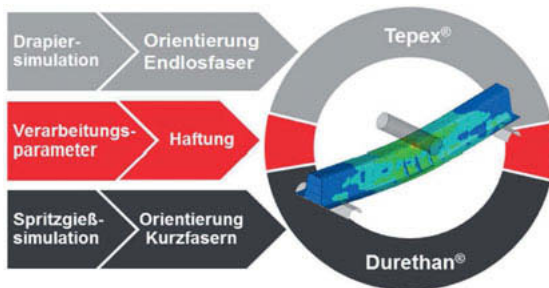 Drapier-
simulation
Orientierung
Endlosfaser
Tepex®
Verarbeitungs-
parameter
Haftung
Spritzgieß-
simulation
Orientierung
Kurzfasern
Durethan®